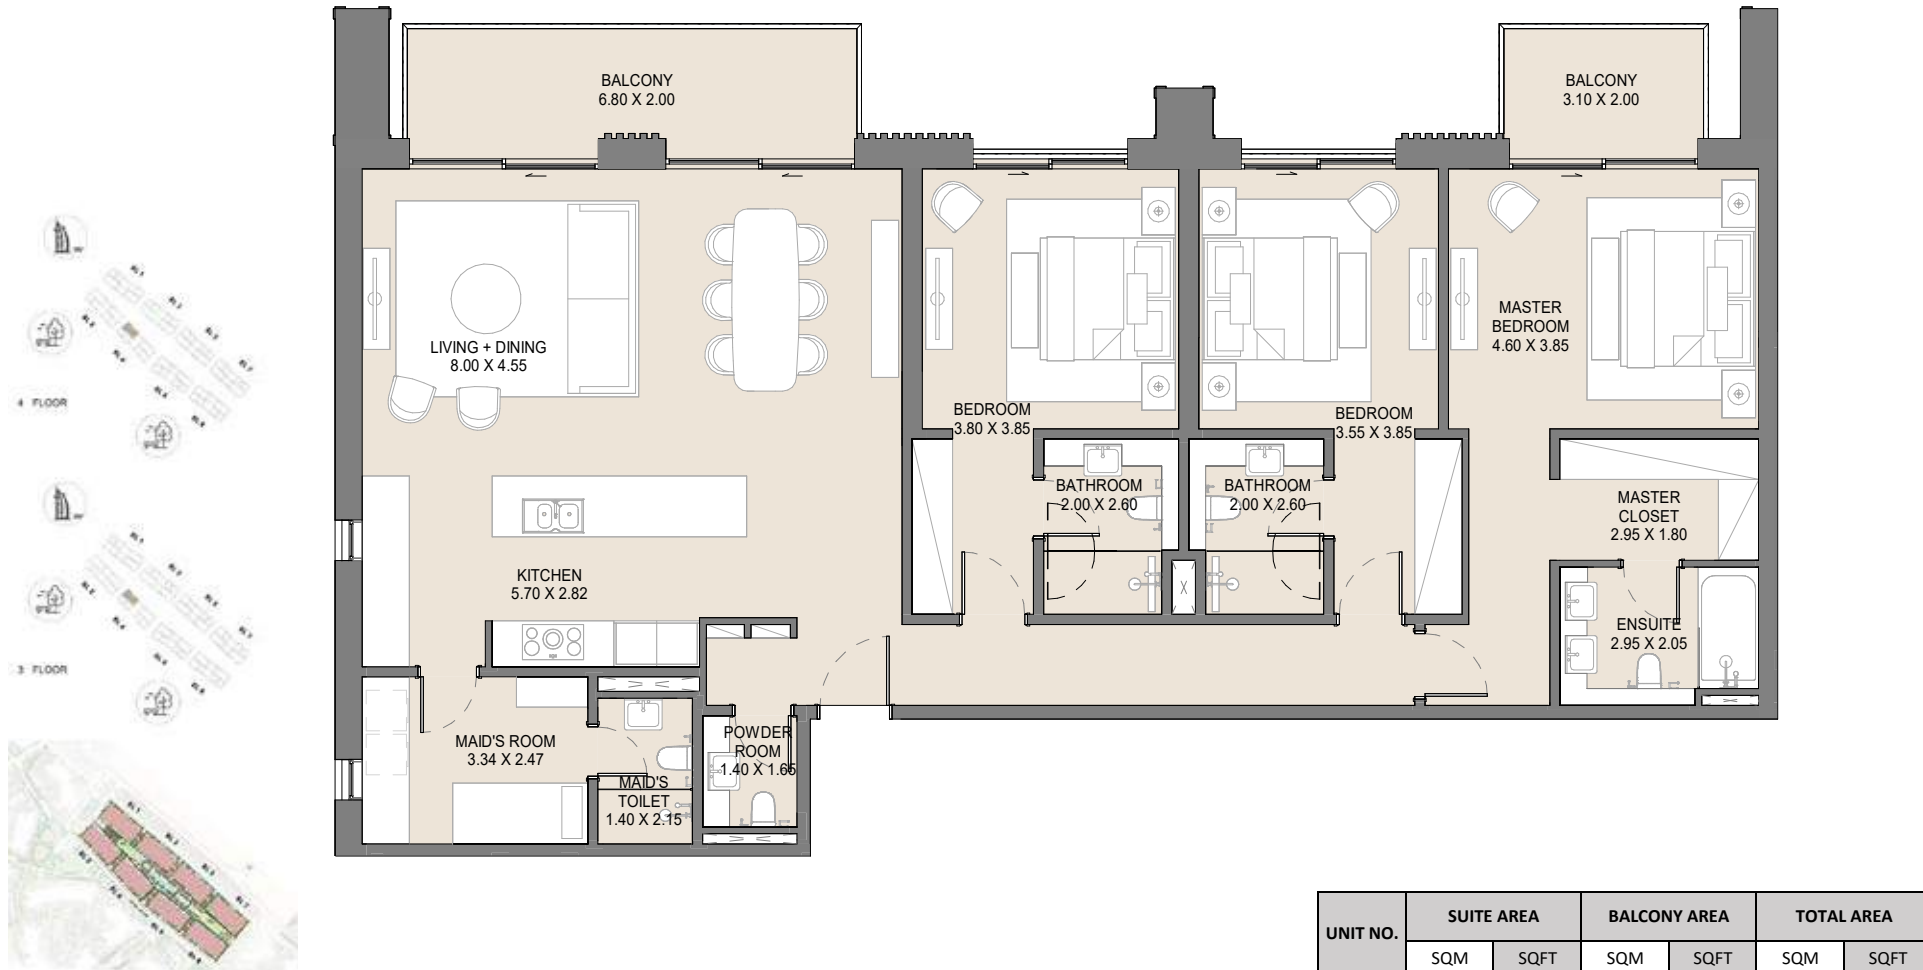 BALCONY
6.80 X 2.00
BALCONY
3.10 X 2.00
LIVING + DINING
8.00 X 4.55
MASTER
BEDROOM
4.60 X 3.85
BEDROOM
3.80 X 3.85
BEDROOM
3.55 X 3.85
BATHROOM
2.00 X 2.60
BATHROOM
2.00 X 2.60
MASTER
CLOSET
2.95 X 1.80
KITCHEN
5.70 X 2.82
ENSUITE
2.95 X 2.05
MAID'S ROOM
3.34 X 2.47
POWDER
ROOM
1.40 X 1.65
MAID'S
TOILET
1.40 X 2.15
4 FLOOR
3 FLOOR
UNIT NO.
SUITE AREA
BALCONY AREA
TOTAL AREA
SQM
SQFT
SQM
SQFT
SQM
SQFT